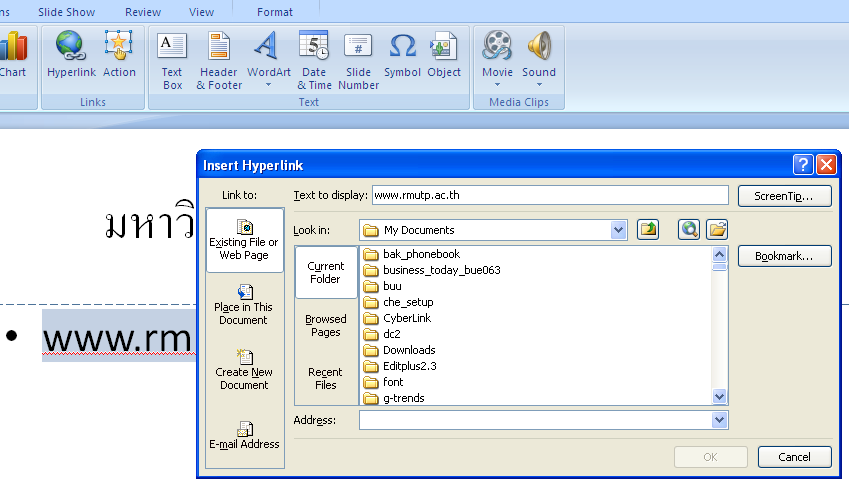 ns Slide Show Review View Format
Chart Hyperlink Action Text Box Header & Footer WordArt Date & Time Slide Number Symbol Object Movie Sound
Links Text Media Clips
มหาวิ
• www.rm
Insert Hyperlink
Link to:
Existing File or
Web Page
Place in This
Document
Create New
Document
E-mail Address
Text to display: www.rmutp.ac.th
ScreenTip...
Look in: My Documents
Bookmark...
Current
Folder
Browsed
Pages
Recent
Files
bak_phonebook
business_today_bue063
buu
che_setup
CyberLink
dc2
Downloads
Editplus2.3
font
g-trends
Address:
OK Cancel